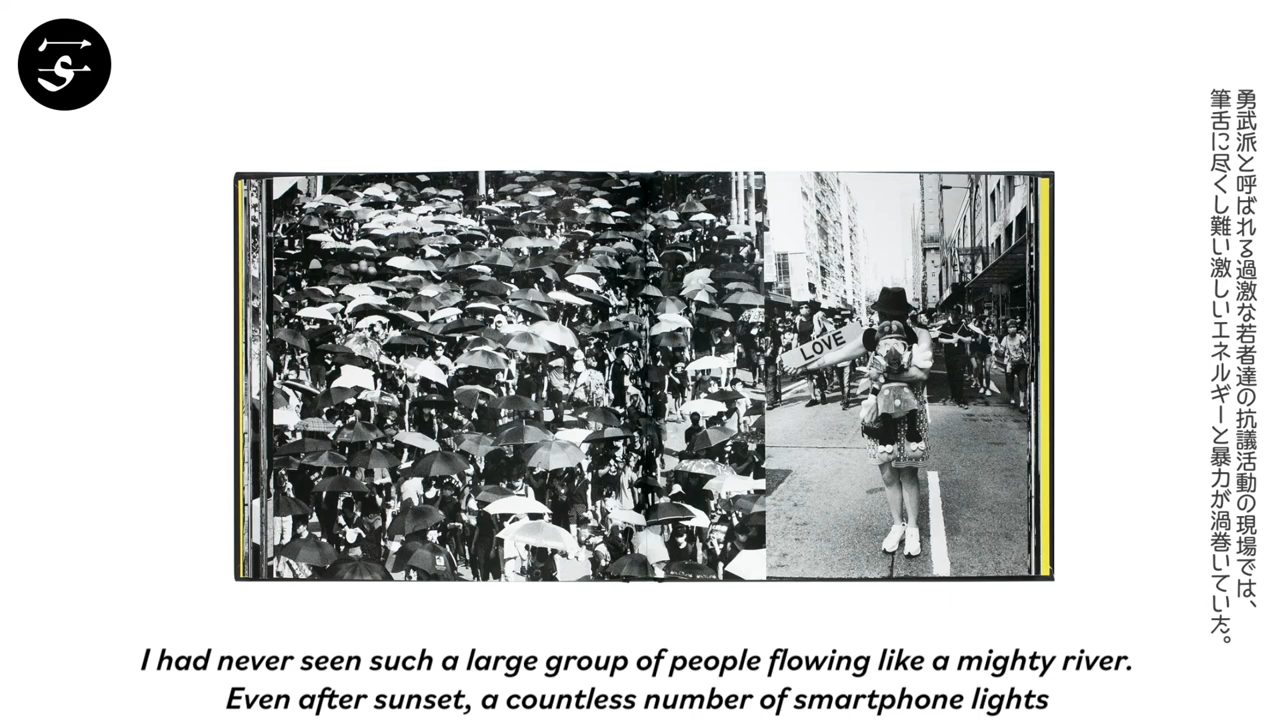 勇武派と呼ばれる過激な若者達の抗議活動の現場では、
筆舌に尽くし難い激しいエネルギーと暴力が渦巻いていた。
LOVE
I had never seen such a large group of people flowing like a mighty river.
Even after sunset, a countless number of smartphone lights